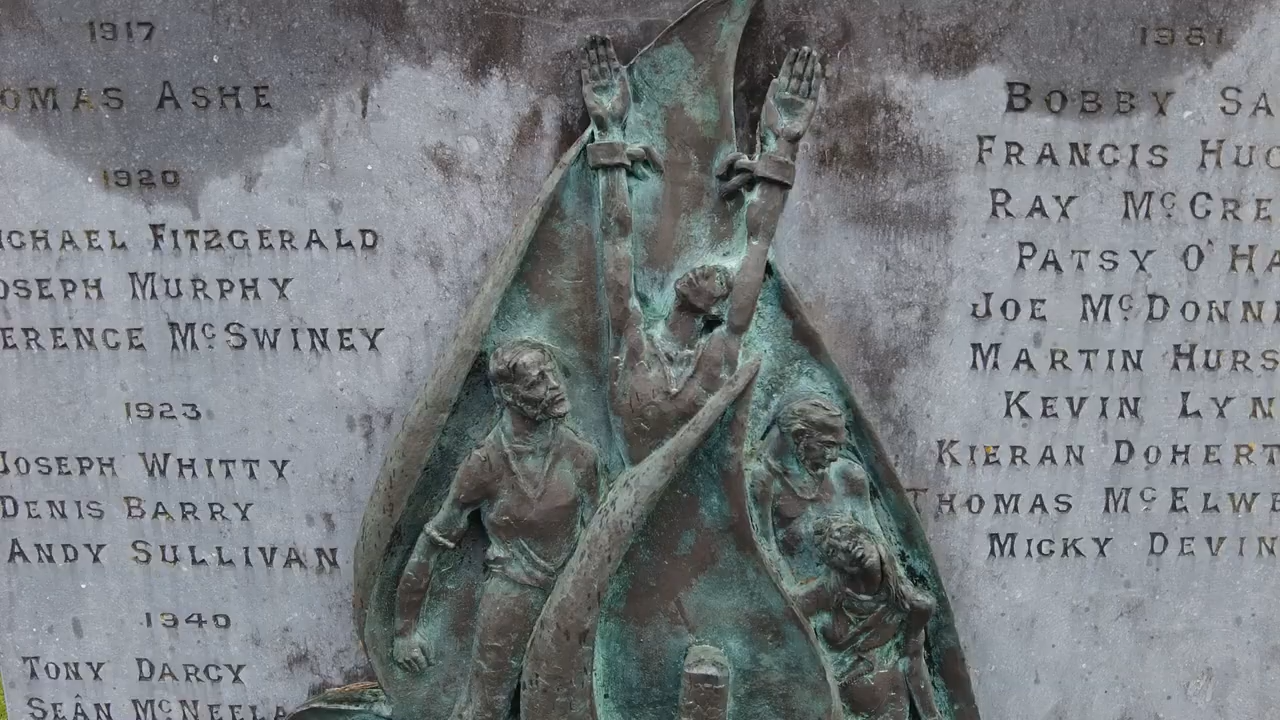 1917
OMAS ASHE
1920
ICHAEL FITZGERALD
OSEPH MURPHY
ERENCE McSWINEY
1923
JOSEPH WHITTY
DENIS BARRY
ANDY SULLIVAN
1940
TONY DARCY
SEÂN McNEELA
1981
BOBBY SA
FRANCIS HUG
RAY McCRE
PATSY O'HA
JOE McDONN
MARTIN HURS
KEVIN LYN
KIERAN DOHERT
THOMAS McELWE
MICKY DEVIN